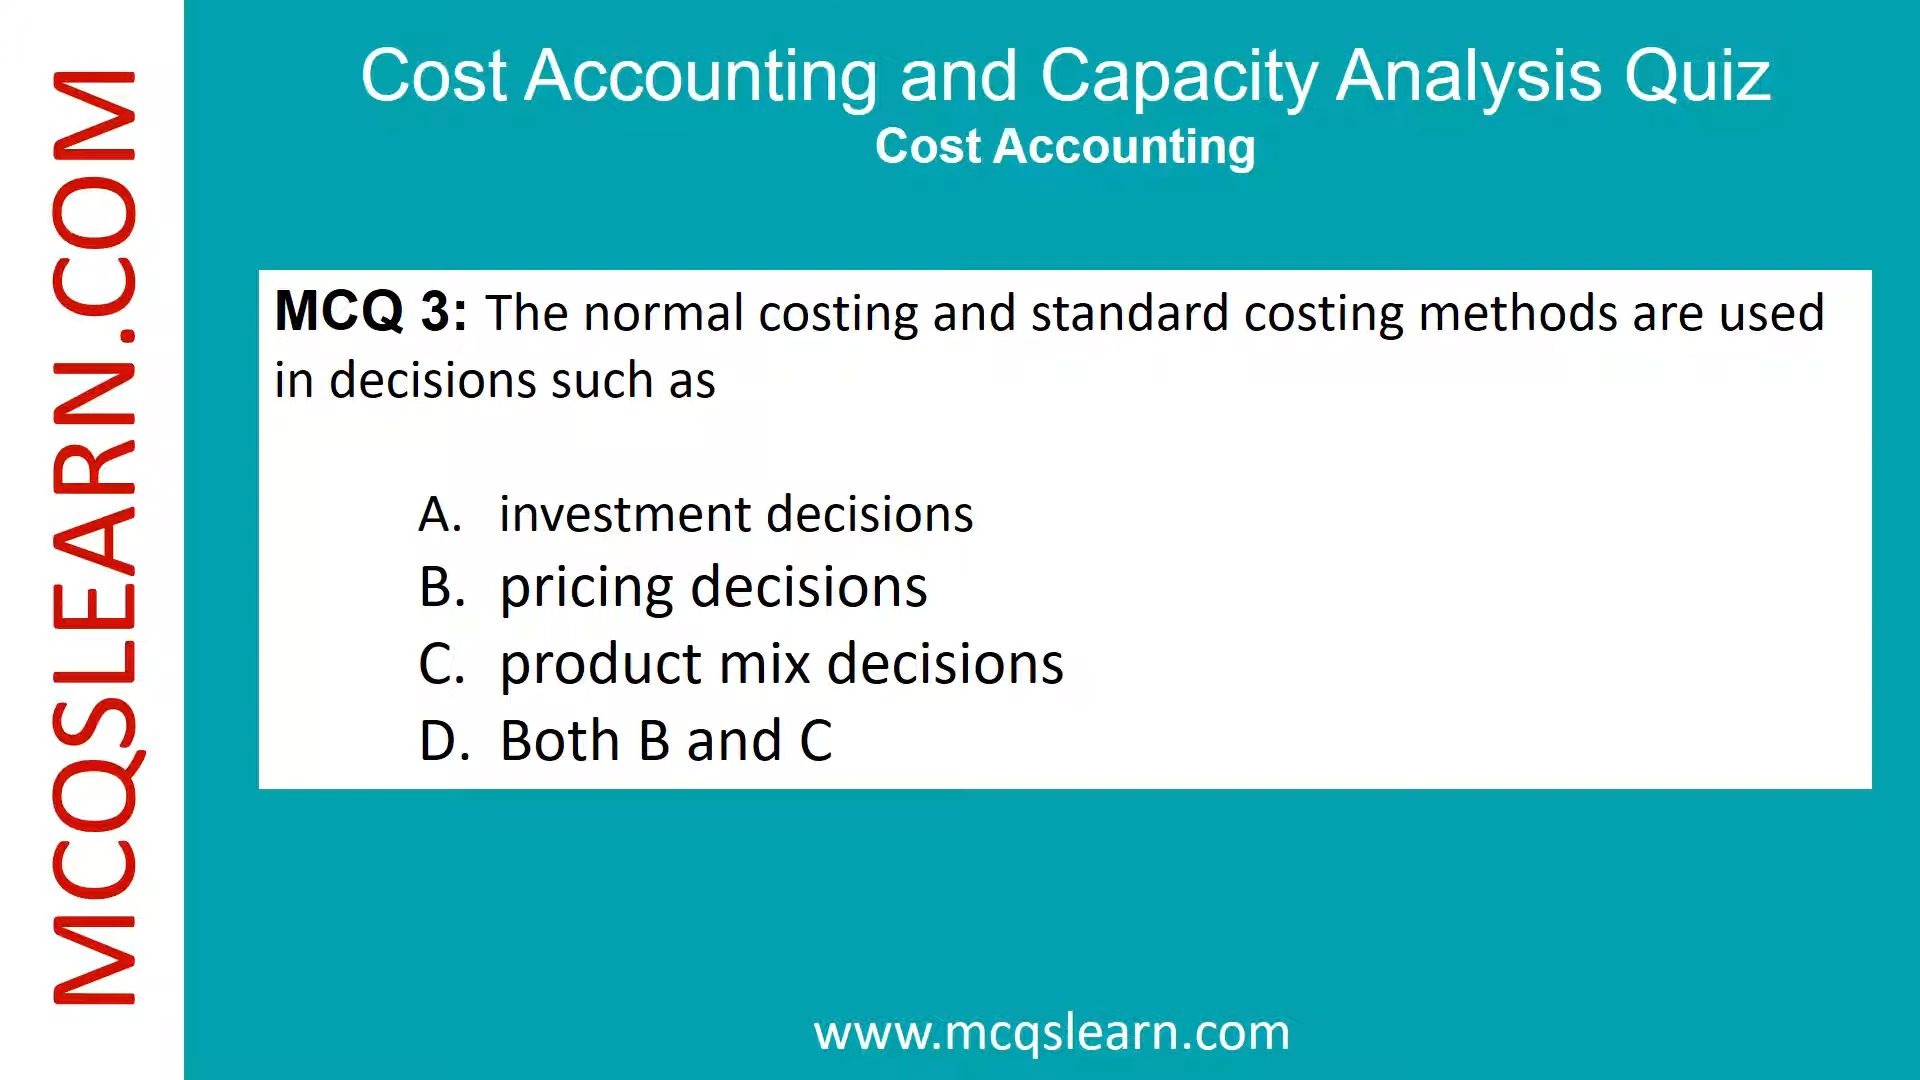 MCQSLEARN.COM
Cost Accounting and Capacity Analysis Quiz
Cost Accounting
MCQ 3: The normal costing and standard costing methods are used
in decisions such as
A. investment decisions
B. pricing decisions
C. product mix decisions
D. Both B and C
www.mcqslearn.com